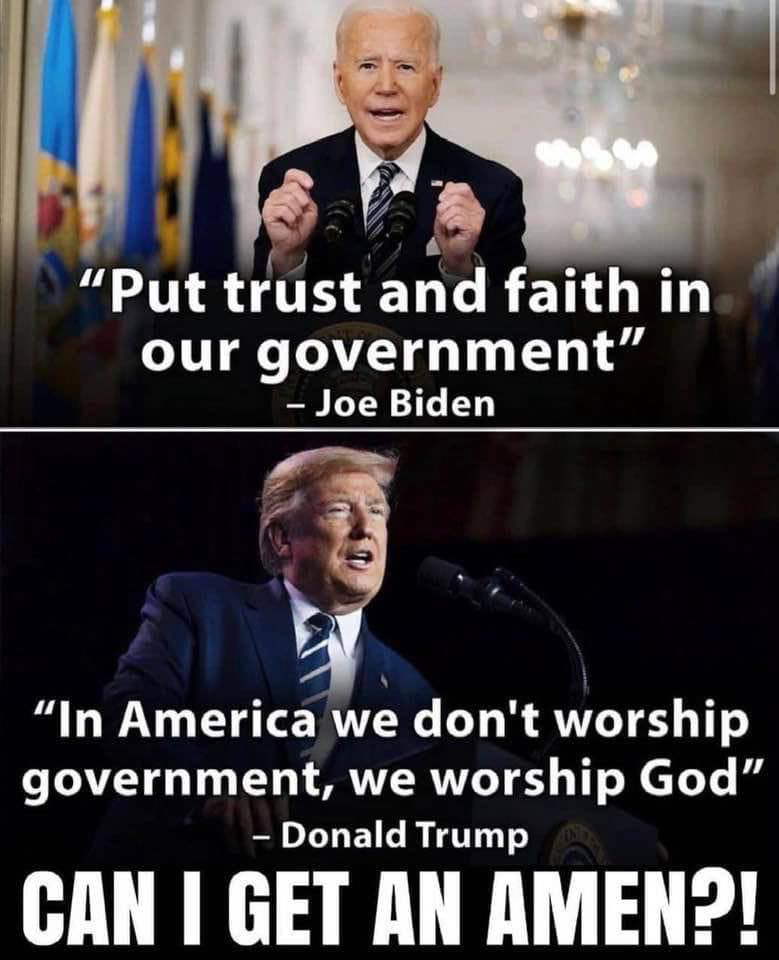 “Put trust and faith in
our government”
– Joe Biden
“In America we don't worship
government, we worship God”
– Donald Trump
CAN I GET AN AMEN?!